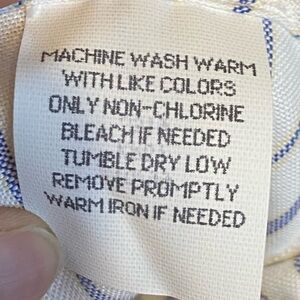 MACHINE WASH WARM
WITH LIKE COLORS
ONLY NON-CHLORINE
BLEACH IF NEEDED
TUMBLE DRY LOW
REMOVE PROMPTLY
WARM IRON IF NEEDED